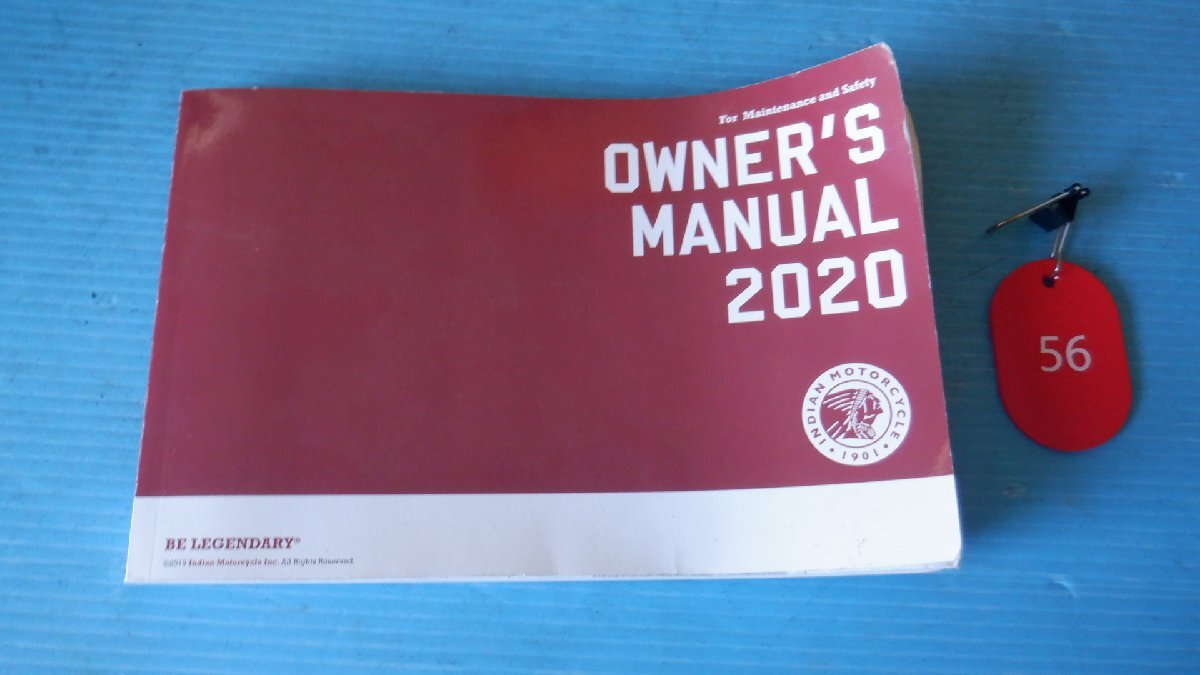 For Maintenance and Safety
OWNER'S
MANUAL
2020
INDIAN MOTORCYCLE
• 1901 •
BE LEGENDARY®
Indian Motorcycle Inc. All Rights Reserved.
56